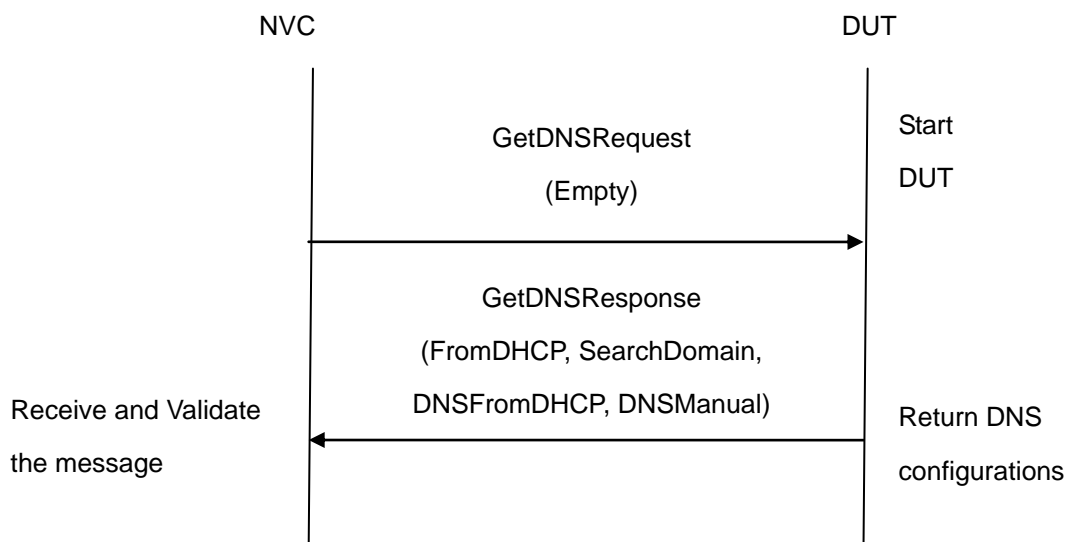 NVC
DUT
Start
DUT
GetDNSRequest
(Empty)
GetDNSResponse
(FromDHCP, SearchDomain,
DNSFromDHCP, DNSManual)
Receive and Validate
the message
Return DNS
configurations